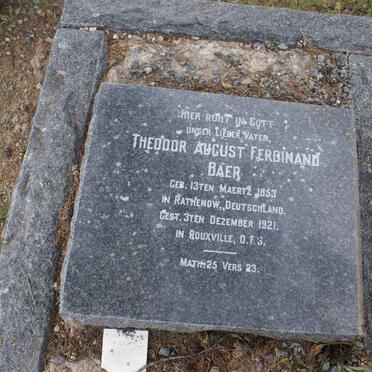 HIER RUHT IN GOTT
UNSER LIEBER VATER,
THEODOR AUGUST FERDINAND
BAER
GEB. 13TEN MAERTZ 1853
IN RATHENOW, DEUTSCHLAND.
GEST. 3TEN DEZEMBER 1921.
IN ROUXVILLE, O.F.S.
MATH. 25 VERS 23.